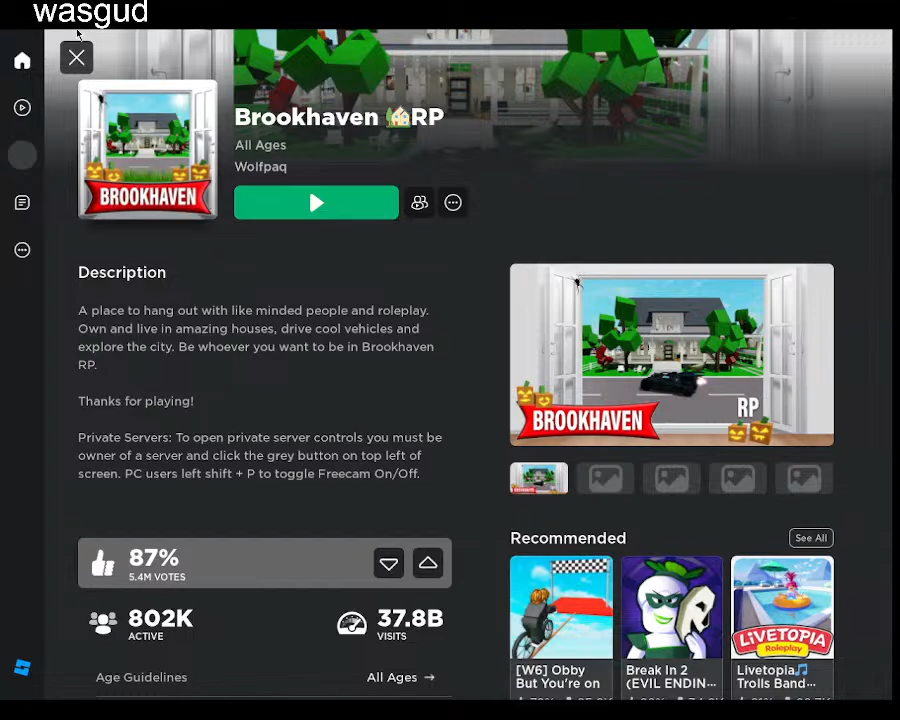 wasgud
BROOKHAVEN
Brookhaven 🏡RP
All Ages
Wolfpaq
Description
A place to hang out with like minded people and roleplay.
Own and live in amazing houses, drive cool vehicles and
explore the city. Be whoever you want to be in Brookhaven
RP.
Thanks for playing!
Private Servers: To open private server controls you must be
owner of a server and click the grey button on top left of
screen. PC users left shift + P to toggle Freecam On/Off.
87%
5.4M VOTES
802K
ACTIVE
37.8B
VISITS
Age Guidelines
All Ages →
BROOKHAVEN
RP
Recommended
See All
[W6] Obby
But You're on
Break In 2
(EVIL ENDIN...
LIVETOPIA
Roleplay
Livetopia🎵
Trolls Band...